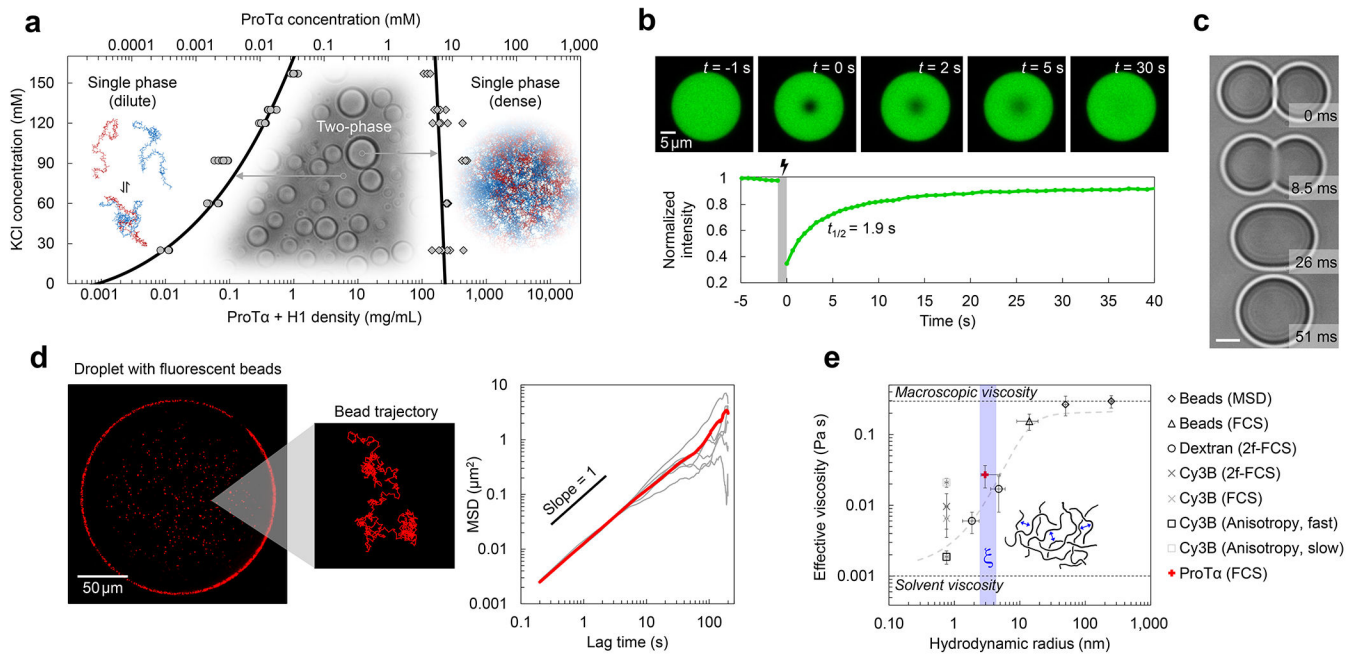 a
ProTα concentration (mM)
0.0001 0.001 0.01 0.1 1 10 100 1,000
KCl concentration (mM)
150
120
90
60
30
0
Single phase
(dilute)
Two-phase
Single phase
(dense)
0.001 0.01 0.1 1 10 100 1,000 10,000
ProTα + H1 density (mg/mL)
b
t = -1 s
t = 0 s
t = 2 s
t = 5 s
t = 30 s
5 µm
Normalized
intensity
1
0.8
0.6
0.4
0.2
t1/2 = 1.9 s
-5 0 5 10 15 20 25 30 35 40
Time (s)
c
0 ms
8.5 ms
26 ms
51 ms
d
Droplet with fluorescent beads
50 µm
Bead trajectory
MSD (µm²)
10
1
0.1
0.01
0.001
Slope = 1
0.1 1 10 100
Lag time (s)
e
Effective viscosity (Pa s)
0.1
0.01
0.001
Macroscopic viscosity
Solvent viscosity
ξ
0.10 1 10 100 1,000
Hydrodynamic radius (nm)
Beads (MSD)
Beads (FCS)
Dextran (2f-FCS)
Cy3B (2f-FCS)
Cy3B (FCS)
Cy3B (Anisotropy, fast)
Cy3B (Anisotropy, slow)
ProTα (FCS)